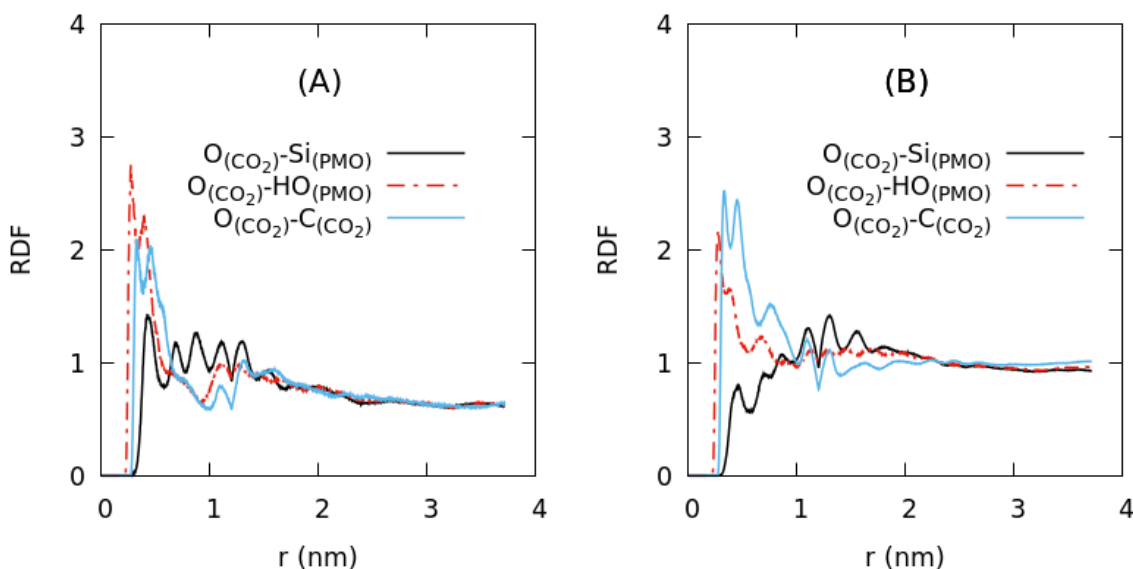 (A)
O(CO2)-Si(PMO)
O(CO2)-HO(PMO)
O(CO2)-C(CO2)
RDF
4
3
2
1
0
0 1 2 3 4
r (nm)
(B)
O(CO2)-Si(PMO)
O(CO2)-HO(PMO)
O(CO2)-C(CO2)
RDF
4
3
2
1
0
0 1 2 3 4
r (nm)